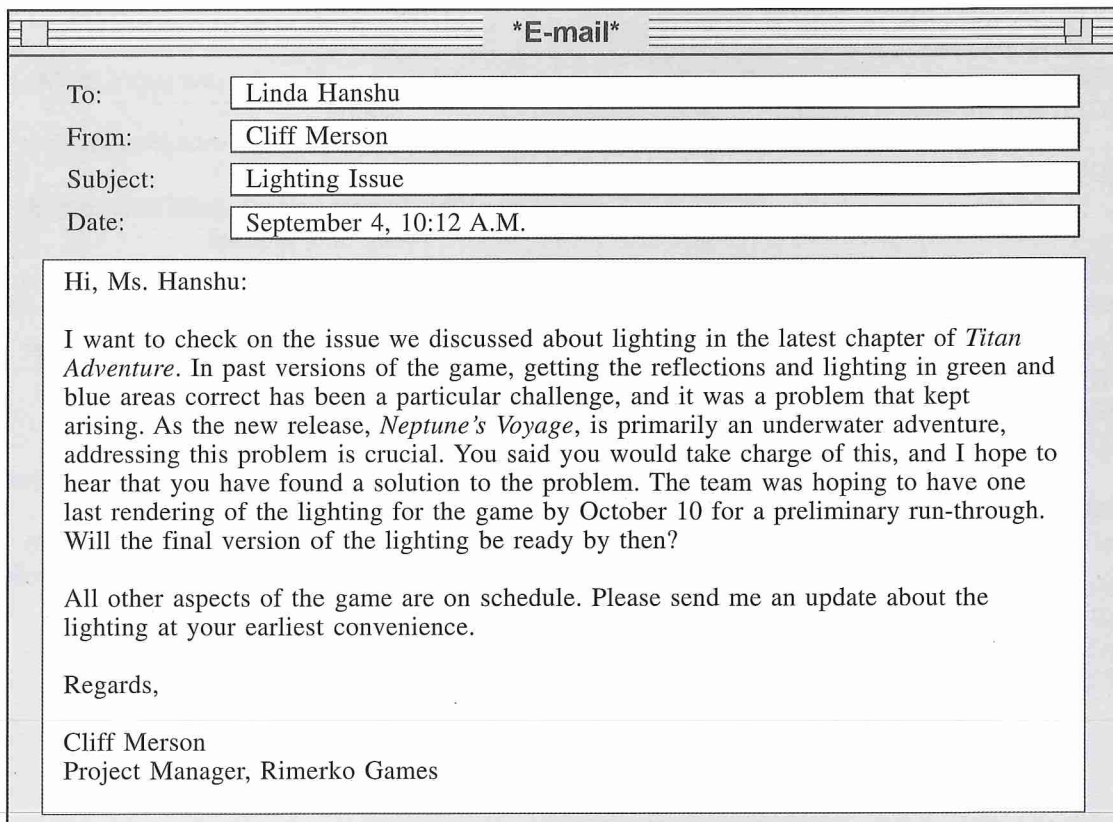 *E-mail*
To: Linda Hanshu
From: Cliff Merson
Subject: Lighting Issue
Date: September 4, 10:12 A.M.
Hi, Ms. Hanshu:
I want to check on the issue we discussed about lighting in the latest chapter of Titan
Adventure. In past versions of the game, getting the reflections and lighting in green and
blue areas correct has been a particular challenge, and it was a problem that kept
arising. As the new release, Neptune's Voyage, is primarily an underwater adventure,
addressing this problem is crucial. You said you would take charge of this, and I hope to
hear that you have found a solution to the problem. The team was hoping to have one
last rendering of the lighting for the game by October 10 for a preliminary run-through.
Will the final version of the lighting be ready by then?
All other aspects of the game are on schedule. Please send me an update about the
lighting at your earliest convenience.
Regards,
Cliff Merson
Project Manager, Rimerko Games